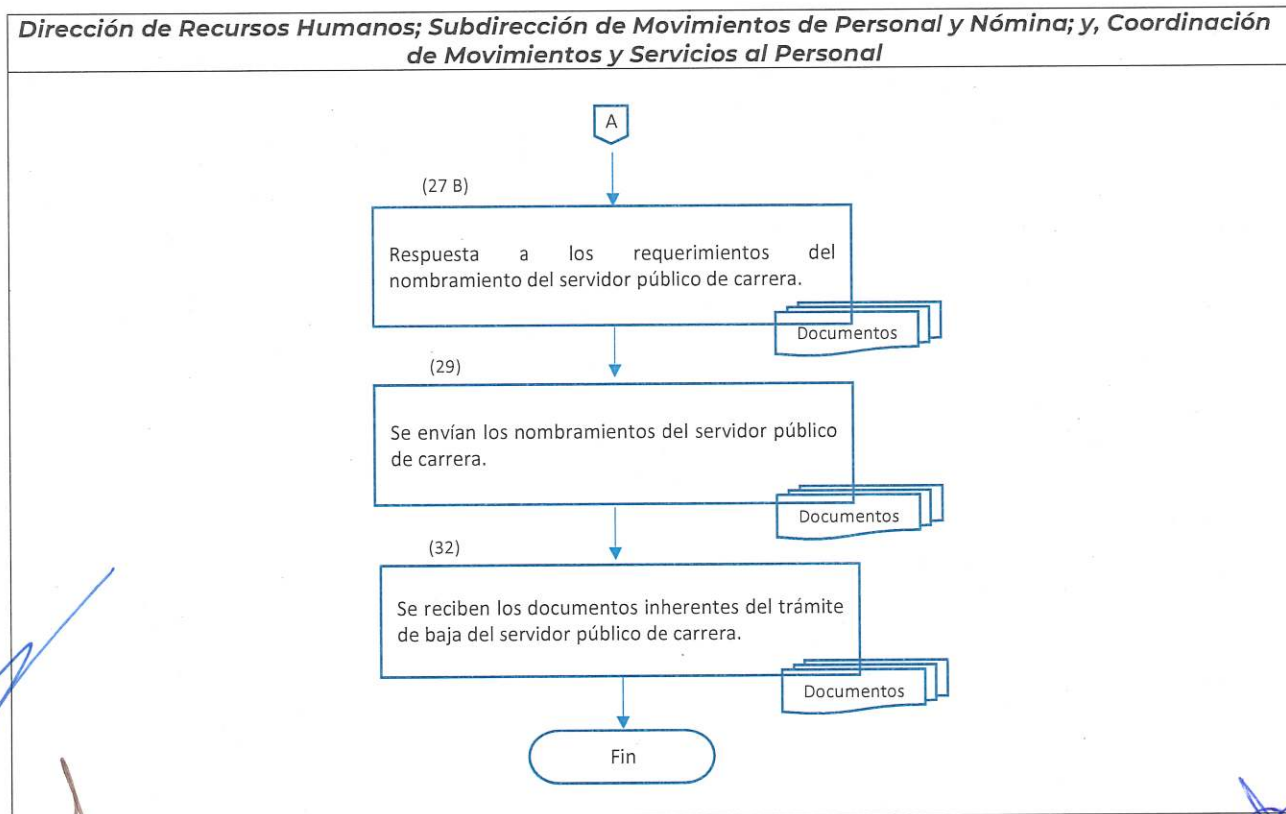 Dirección de Recursos Humanos; Subdirección de Movimientos de Personal y Nómina; y, Coordinación
de Movimientos y Servicios al Personal
A
(27 B)
Respuesta a los requerimientos del
nombramiento del servidor público de carrera.
Documentos
(29)
Se envían los nombramientos del servidor público
de carrera.
Documentos
(32)
Se reciben los documentos inherentes del trámite
de baja del servidor público de carrera.
Documentos
Fin